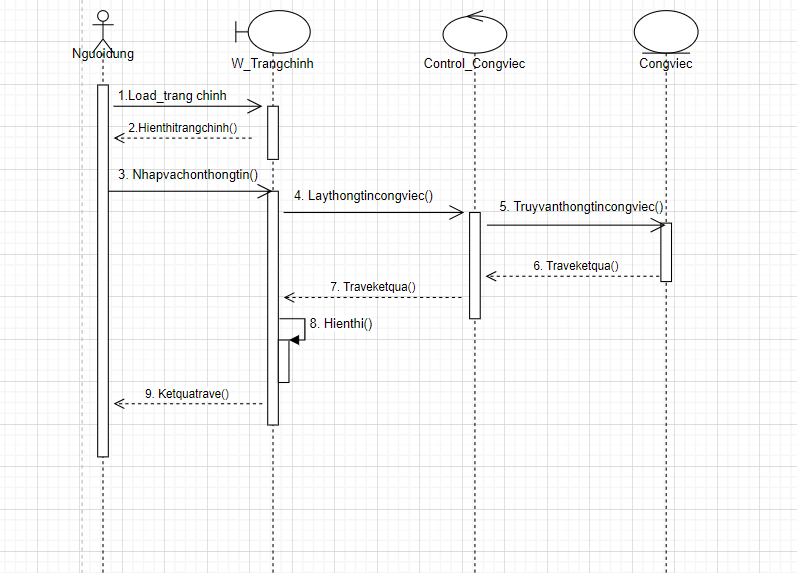 Nguoidung
W_Trangchinh
Control_Congviec
Congviec
1.Load_trang chinh
2.Hienthitrangchinh()
3. Nhapvachonthongtin()
4. Laythongtincongviec()
5. Truyvanthongtincongviec()
6. Traveketqua()
7. Traveketqua()
8. Hienthi()
9. Ketquatrave()